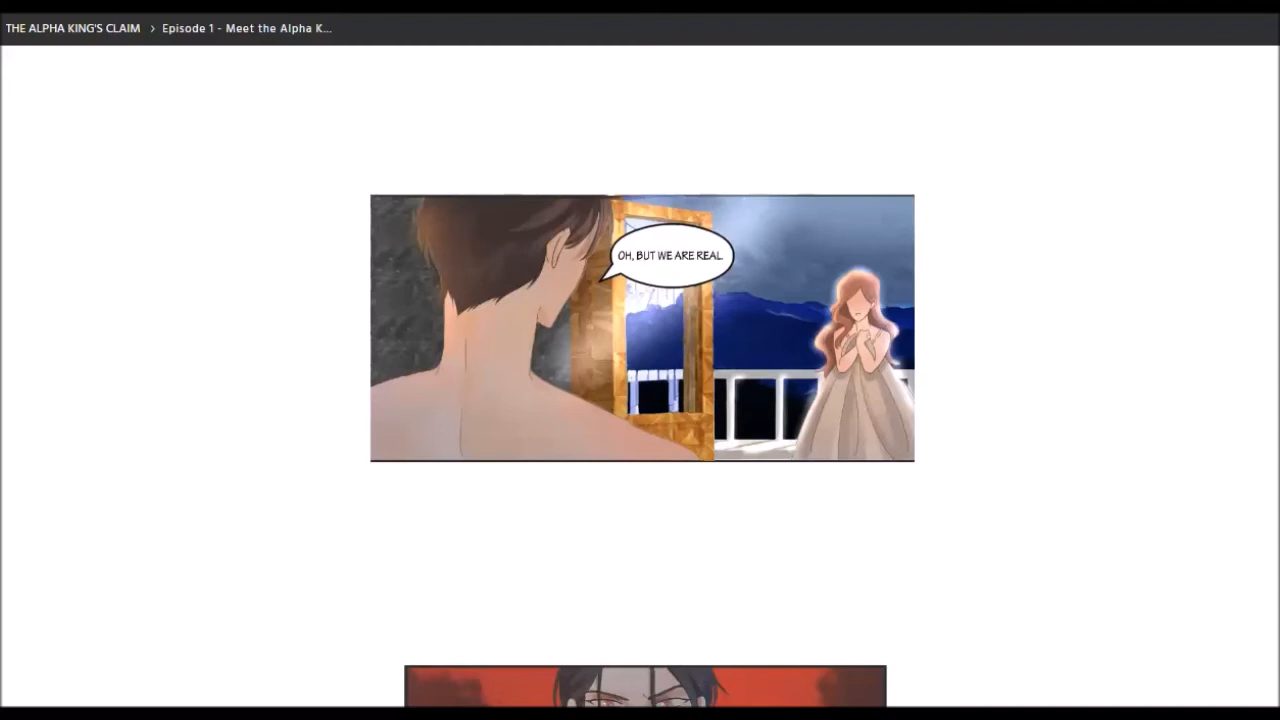 THE ALPHA KING'S CLAIM > Episode 1 - Meet the Alpha K...
OH, BUT WE ARE REAL.